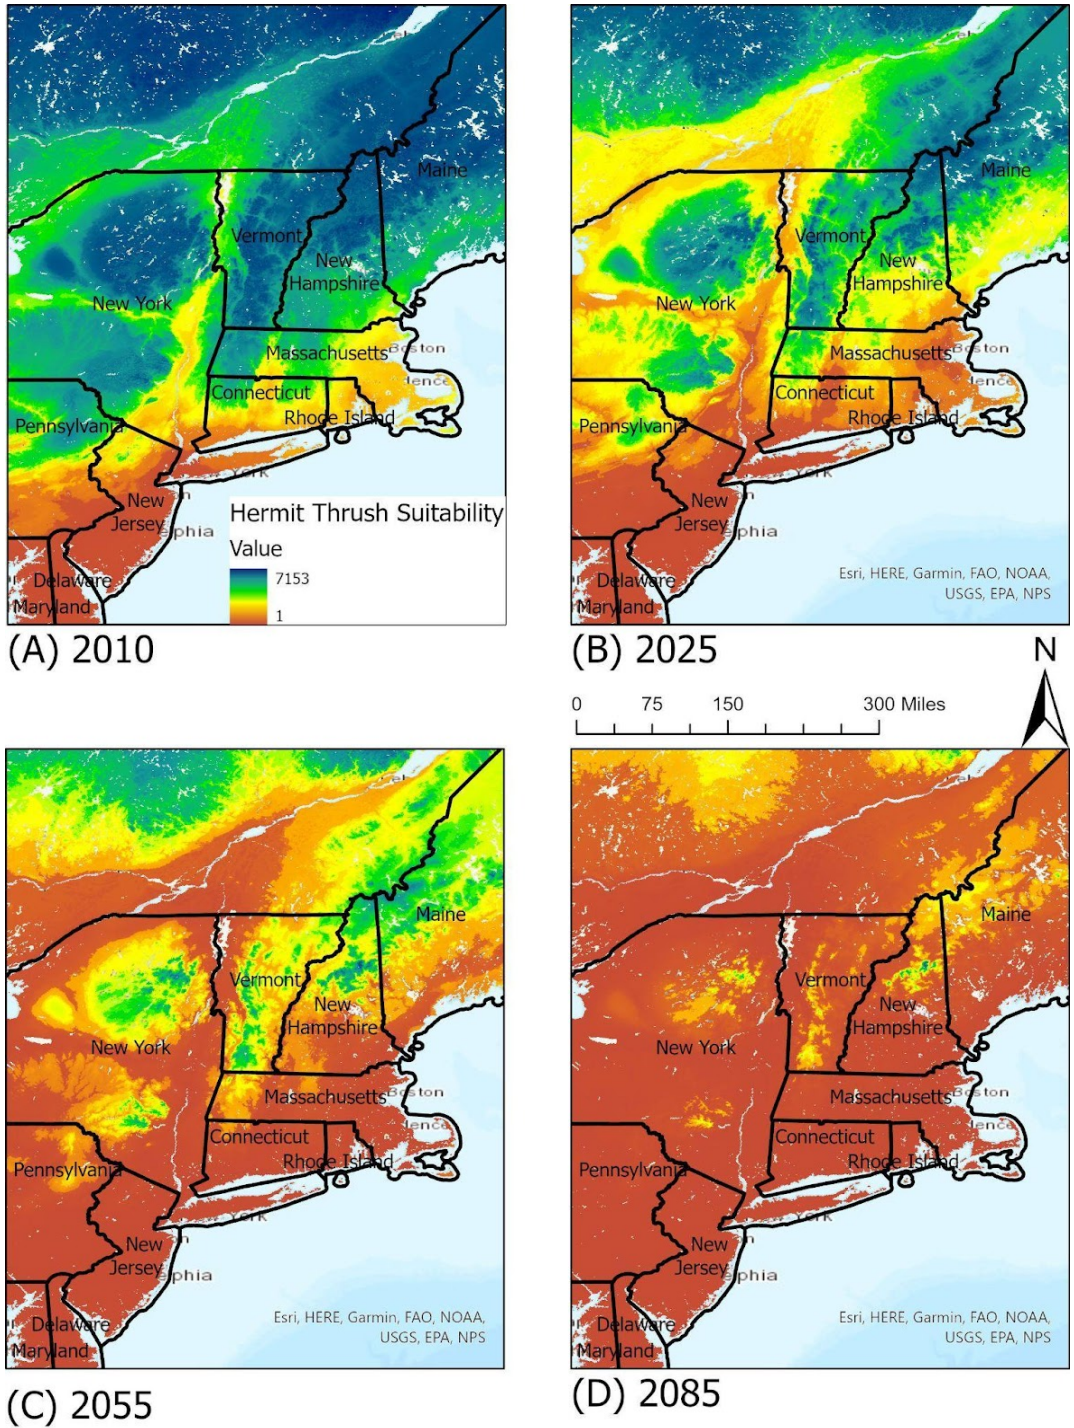 Maine
Vermont
New
Hampshire
New York
Massachusetts
Boston
Connecticut
Rhode Island
Pennsylvania
New
Jersey
Delaware
Maryland
Hermit Thrush Suitability
Value
7153
1
(A) 2010
Maine
Vermont
New
Hampshire
New York
Massachusetts
Boston
Connecticut
Rhode Island
Pennsylvania
New
Jersey
elphia
Delaware
Maryland
Esri, HERE, Garmin, FAO, NOAA,
USGS, EPA, NPS
(B) 2025
N
0 75 150 300 Miles
Maine
Vermont
New
Hampshire
New York
Massachusetts
Boston
Connecticut
Rhode Island
Pennsylvania
New
Jersey
elphia
Delaware
Maryland
Esri, HERE, Garmin, FAO, NOAA,
USGS, EPA, NPS
(C) 2055
Maine
Vermont
New
Hampshire
New York
Massachusetts
Boston
Connecticut
Rhode Island
Pennsylvania
New
Jersey
elphia
Delaware
Maryland
Esri, HERE, Garmin, FAO, NOAA,
USGS, EPA, NPS
(D) 2085